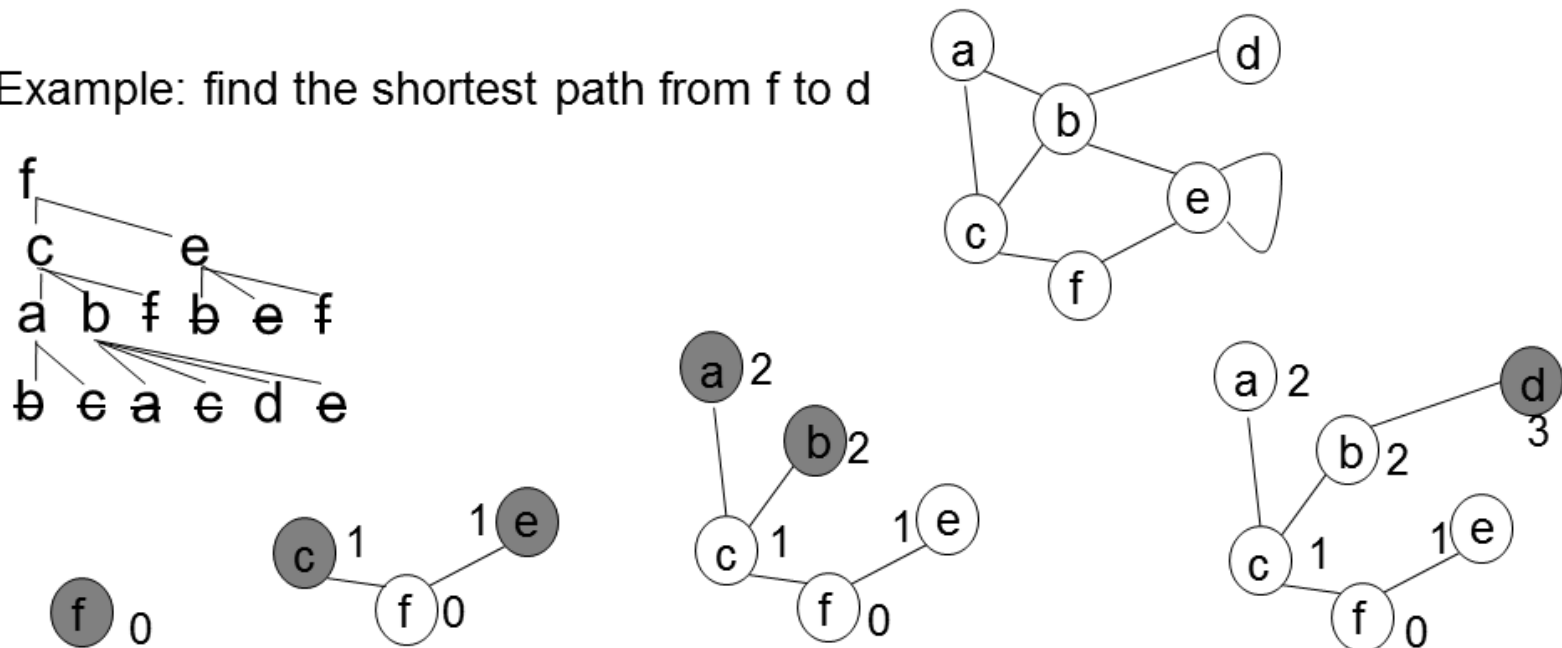 Example: find the shortest path from f to d
a
d
b
e
c
f
f
c e
a b f b e f
b c a c d e
f 0
c 1
1 e
f 0
a 2
b 2
c 1
1 e
f 0
a 2
d
3
b 2
c 1
1 e
f 0